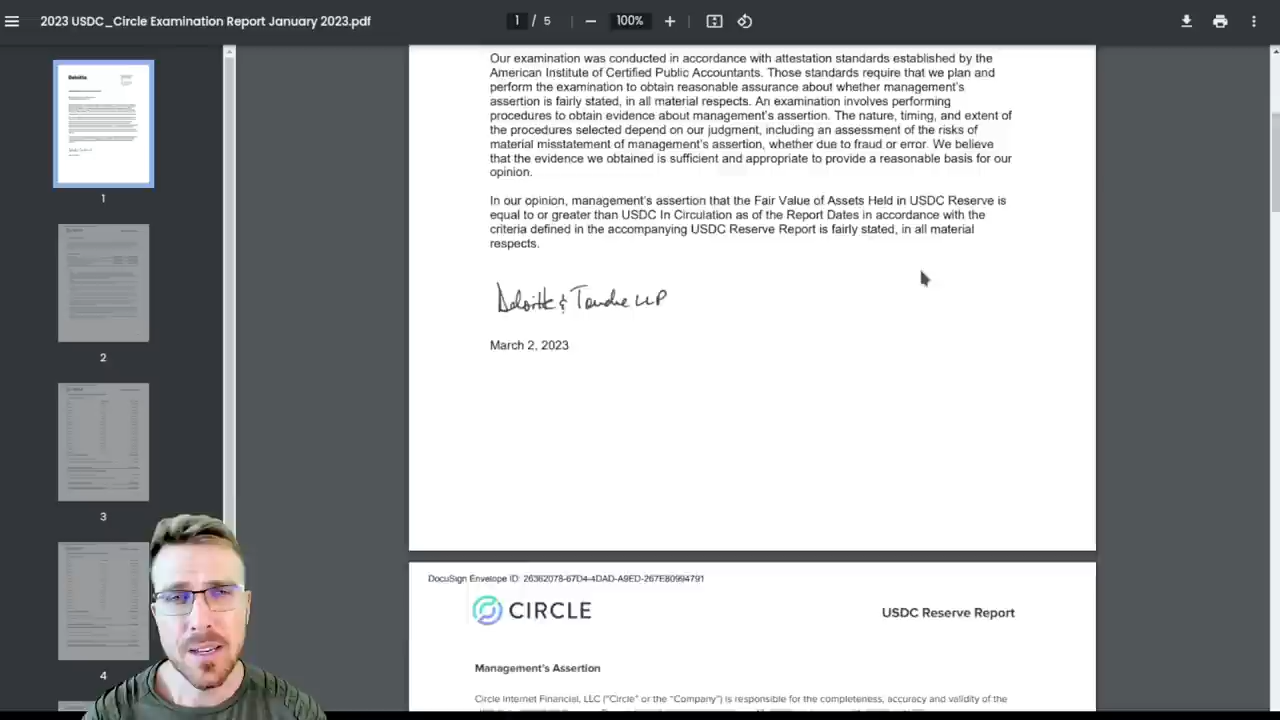 2023 USDC_Circle Examination Report January 2023.pdf
1 / 5
100%
Our examination was conducted in accordance with attestation standards established by the
American Institute of Certified Public Accountants. Those standards require that we plan and
perform the examination to obtain reasonable assurance about whether management's
assertion is fairly stated, in all material respects. An examination involves performing
procedures to obtain evidence about management's assertion. The nature, timing, and extent of
the procedures selected depend on our judgment, including an assessment of the risks of
material misstatement of management's assertion, whether due to fraud or error. We believe
that the evidence we obtained is sufficient and appropriate to provide a reasonable basis for our
opinion.
In our opinion, management's assertion that the Fair Value of Assets Held in USDC Reserve is
equal to or greater than USDC In Circulation as of the Report Dates in accordance with the
criteria defined in the accompanying USDC Reserve Report is fairly stated, in all material
respects.
Deloitte & Touche LLP
March 2, 2023
DocuSign Envelope ID: 26362078-67D4-4DAD-A9ED-267E80994791
CIRCLE
USDC Reserve Report
Management's Assertion
Circle Internet Financial, LLC ("Circle" or the "Company") is responsible for the completeness, accuracy and validity of the
Deloitte.
1
2
3
4